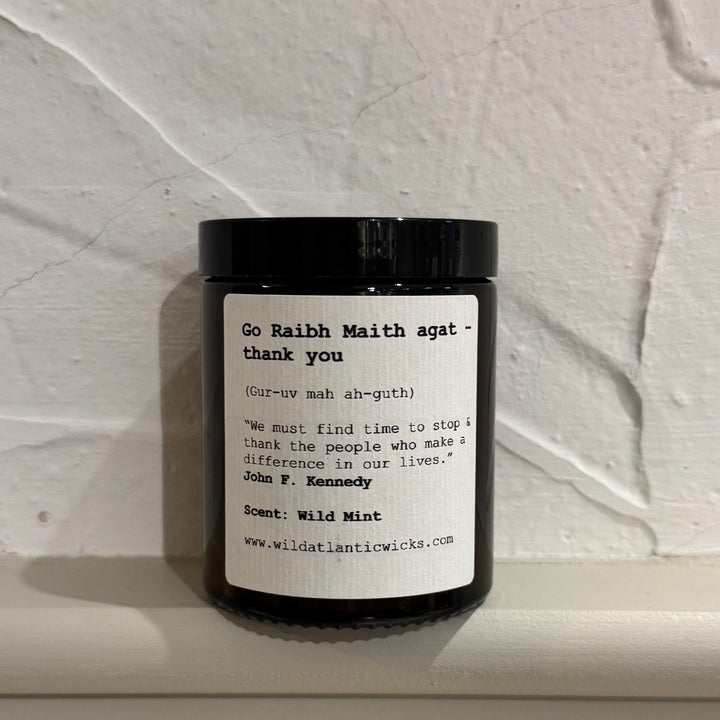 Go Raibh Maith agat -
thank you
(Gur-uv mah ah-guth)
“We must find time to stop &
thank the people who make a
difference in our lives.”
John F. Kennedy
Scent: Wild Mint
www.wildatlanticwicks.com